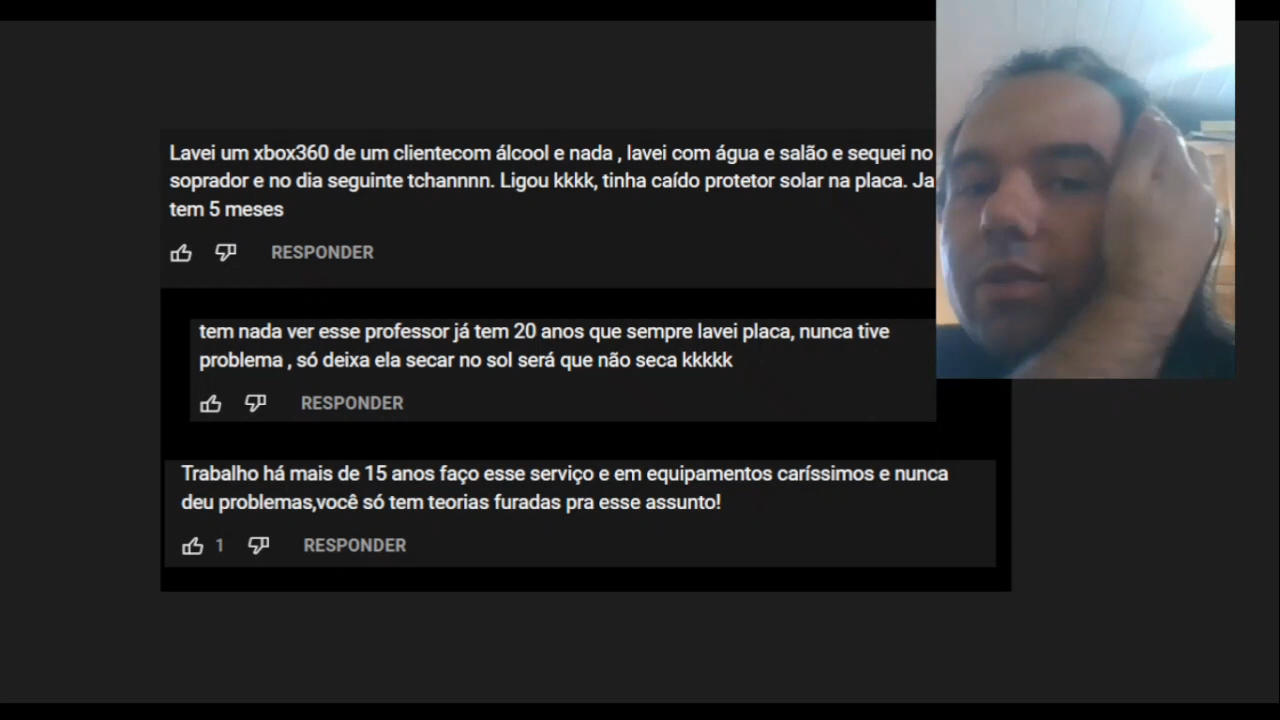 Lavei um xbox360 de um clientecom álcool e nada , lavei com água e salão e sequei no
soprador e no dia seguinte tchannnn. Ligou kkkk, tinha caído protetor solar na placa. Ja
tem 5 meses
RESPONDER
tem nada ver esse professor já tem 20 anos que sempre lavei placa, nunca tive
problema , só deixa ela secar no sol será que não seca kkkkk
RESPONDER
Trabalho há mais de 15 anos faço esse serviço e em equipamentos caríssimos e nunca
deu problemas,você só tem teorias furadas pra esse assunto!
1 RESPONDER